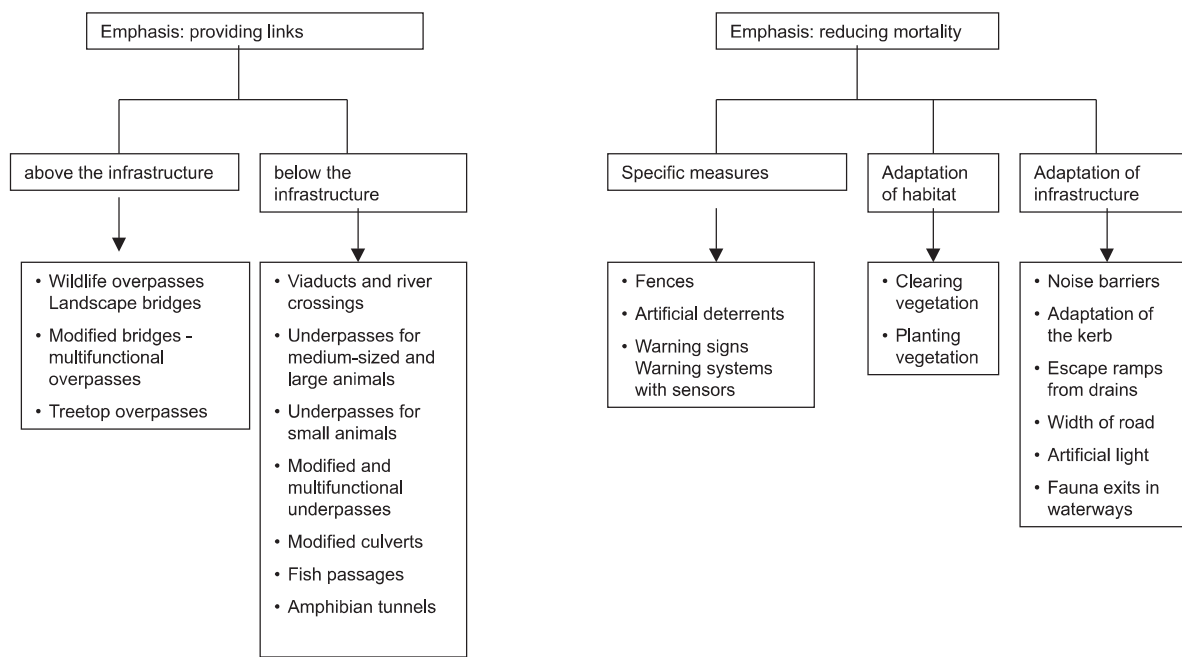 Emphasis: providing links
above the infrastructure
below the
infrastructure
• Wildlife overpasses
Landscape bridges
• Modified bridges -
multifunctional
overpasses
• Treetop overpasses
• Viaducts and river
crossings
• Underpasses for
medium-sized and
large animals
• Underpasses for
small animals
• Modified and
multifunctional
underpasses
• Modified culverts
• Fish passages
• Amphibian tunnels
Emphasis: reducing mortality
Specific measures
Adaptation
of habitat
Adaptation of
infrastructure
• Fences
• Artificial deterrents
• Warning signs
Warning systems
with sensors
• Clearing
vegetation
• Planting
vegetation
• Noise barriers
• Adaptation of
the kerb
• Escape ramps
from drains
• Width of road
• Artificial light
• Fauna exits in
waterways